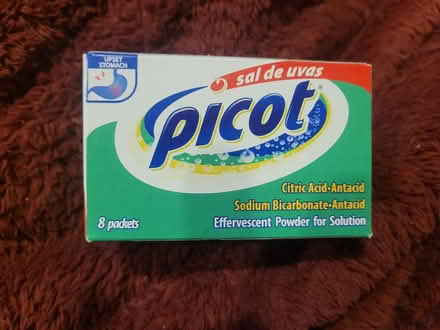 UPSET
STOMACH
sal de uvas
picot
Citric Acid-Antacid
Sodium Bicarbonate-Antacid
8 packets
Effervescent Powder for Solution